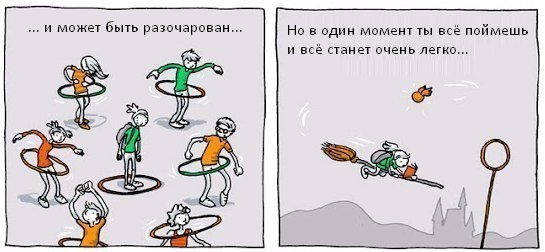 ... и может быть разочарован...
Но в один момент ты всё поймешь
и всё станет очень легко...